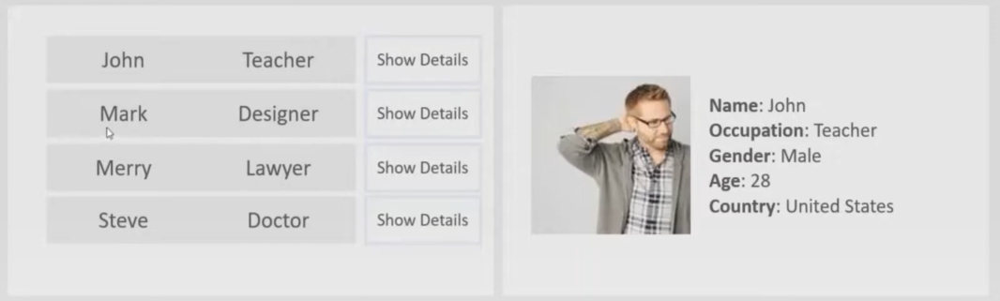 John Teacher Show Details
Mark Designer Show Details
Merry Lawyer Show Details
Steve Doctor Show Details
Name: John
Occupation: Teacher
Gender: Male
Age: 28
Country: United States